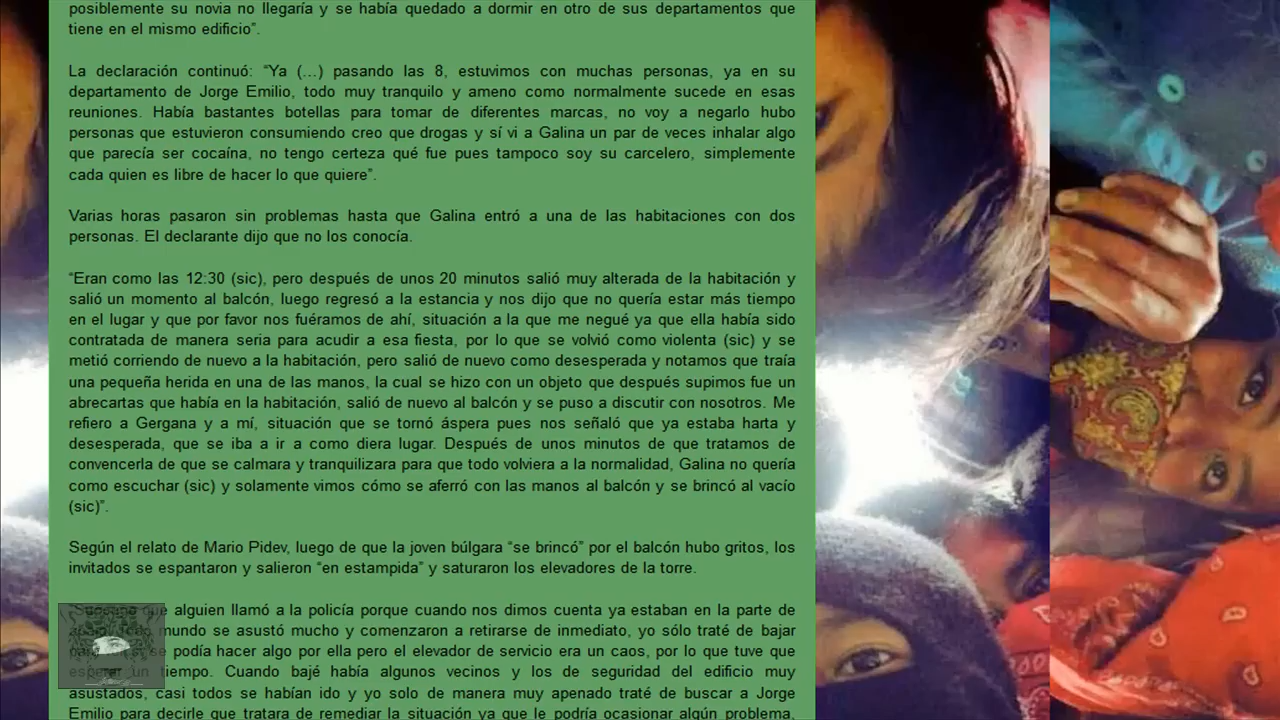 posiblemente su novia no llegaría y se había quedado a dormir en otro de sus departamentos que
tiene en el mismo edificio”.
La declaración continuó: “Ya (…) pasando las 8, estuvimos con muchas personas, ya en su
departamento de Jorge Emilio, todo muy tranquilo y ameno como normalmente sucede en esas
reuniones. Había bastantes botellas para tomar de diferentes marcas, no voy a negarlo hubo
personas que estuvieron consumiendo creo que drogas y sí vi a Galina un par de veces inhalar algo
que parecía ser cocaína, no tengo certeza qué fue pues tampoco soy su carcelero, simplemente
cada quien es libre de hacer lo que quiere”.
Varias horas pasaron sin problemas hasta que Galina entró a una de las habitaciones con dos
personas. El declarante dijo que no los conocía.
“Eran como las 12:30 (sic), pero después de unos 20 minutos salió muy alterada de la habitación y
salió un momento al balcón, luego regresó a la estancia y nos dijo que no quería estar más tiempo
en el lugar y que por favor nos fuéramos de ahí, situación a la que me negué ya que ella había sido
contratada de manera seria para acudir a esa fiesta, por lo que se volvió como violenta (sic) y se
metió corriendo de nuevo a la habitación, pero salió de nuevo como desesperada y notamos que traía
una pequeña herida en una de las manos, la cual se hizo con un objeto que después supimos fue un
abrecartas que había en la habitación, salió de nuevo al balcón y se puso a discutir con nosotros. Me
refiero a Gergana y a mí, situación que se tornó áspera pues nos señaló que ya estaba harta y
desesperada, que se iba a ir a como diera lugar. Después de unos minutos de que tratamos de
convencerla de que se calmara y tranquilizara para que todo volviera a la normalidad, Galina no quería
como escuchar (sic) y solamente vimos cómo se aferró con las manos al balcón y se brincó al vacío
(sic)”.
Según el relato de Mario Pidev, luego de que la joven búlgara “se brincó” por el balcón hubo gritos, los
invitados se espantaron y salieron “en estampida” y saturaron los elevadores de la torre.
que alguien llamó a la policía porque cuando nos dimos cuenta ya estaban en la parte de
mundo se asustó mucho y comenzaron a retirarse de inmediato, yo sólo traté de bajar
se podía hacer algo por ella pero el elevador de servicio era un caos, por lo que tuve que
esperar un tiempo. Cuando bajé había algunos vecinos y los de seguridad del edificio muy
asustados, casi todos se habían ido y yo solo de manera muy apenado traté de buscar a Jorge
Emilio para decirle que tratara de remediar la situación ya que le podría ocasionar algún problema,